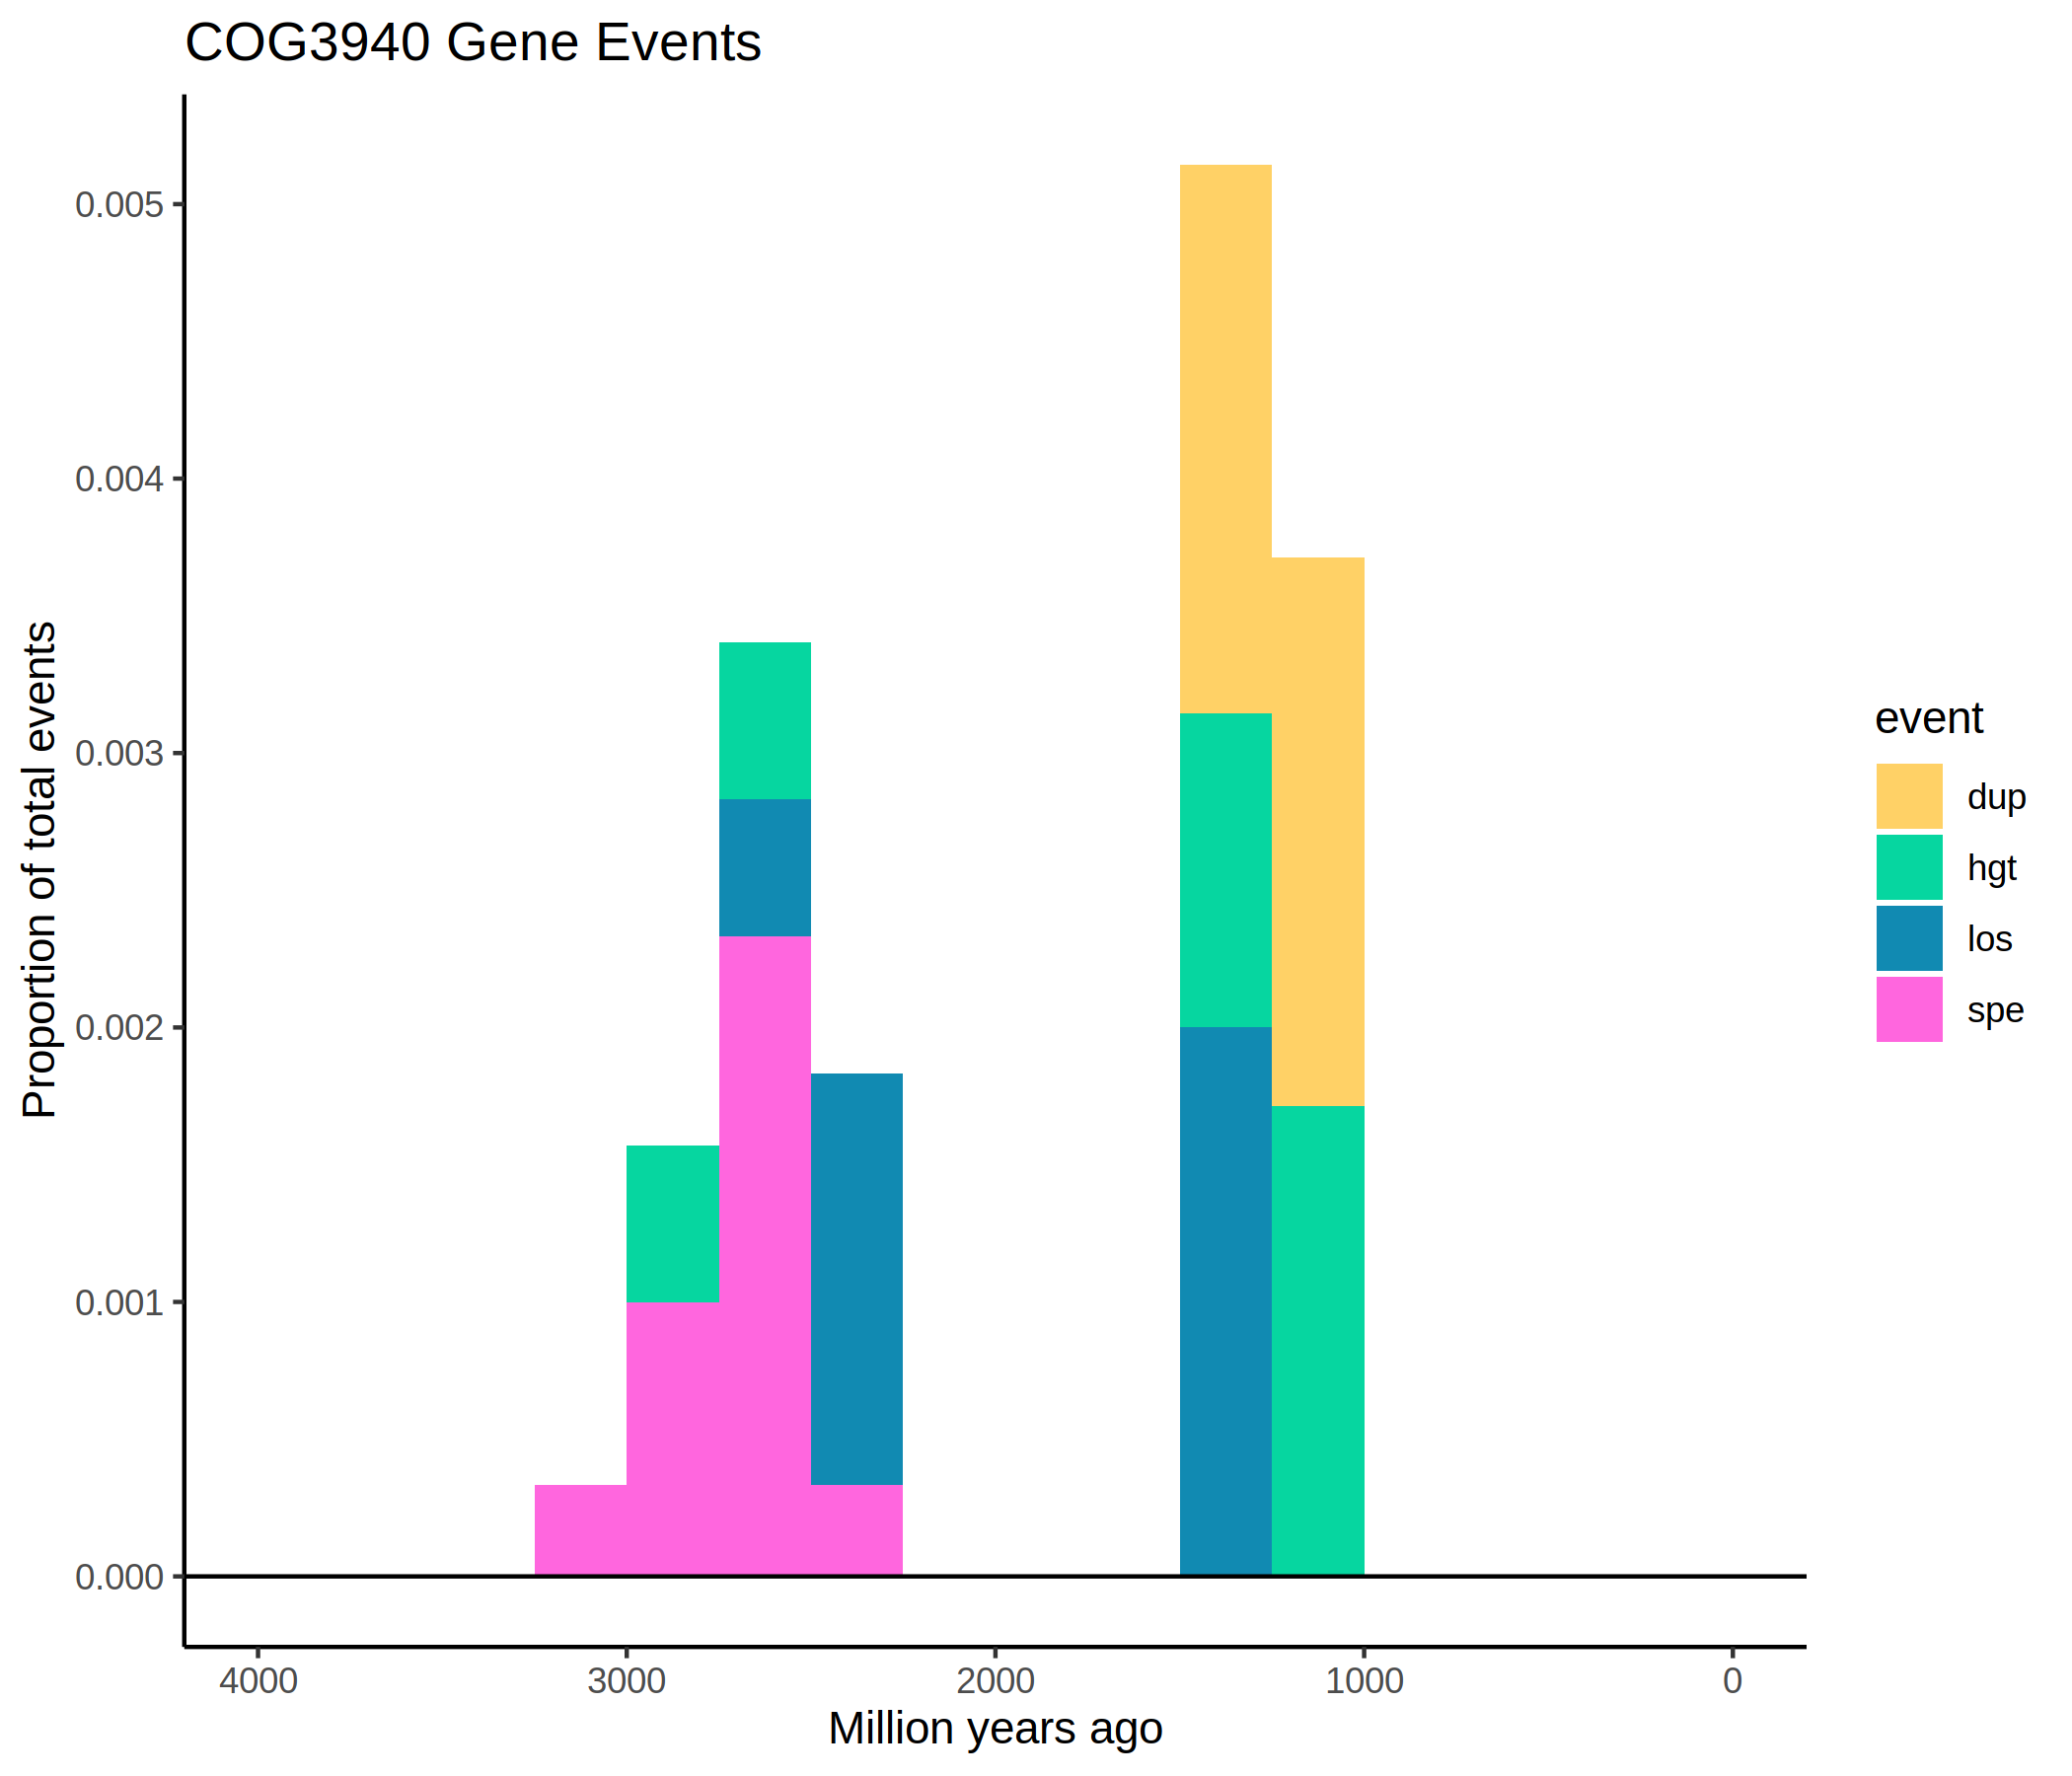 COG3940 Gene Events
Proportion of total events
0.005
0.004
0.003
0.002
0.001
0.000
4000 3000 2000 1000 0
Million years ago
event
dup
hgt
los
spe